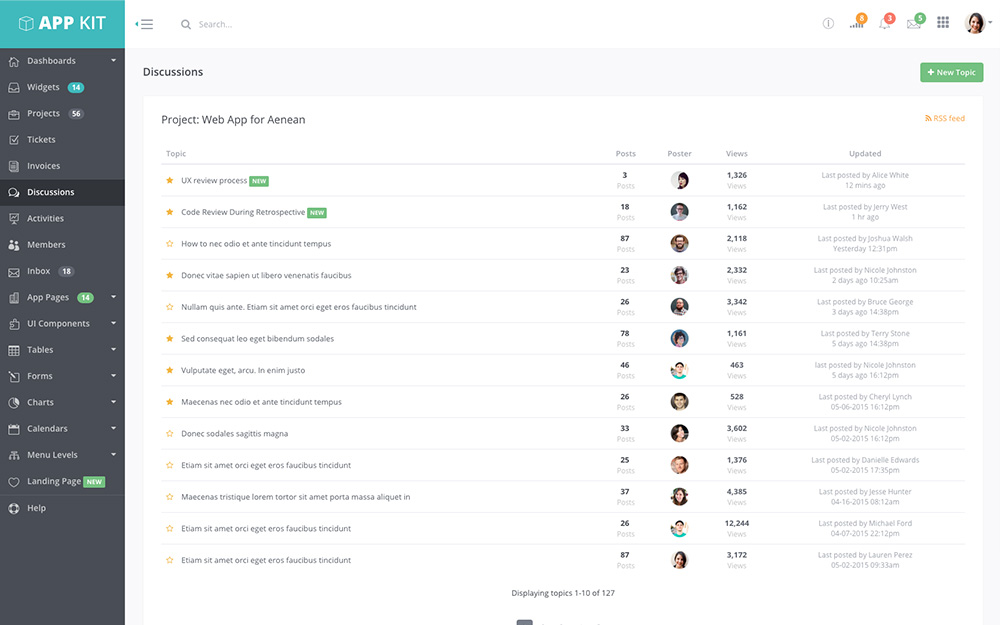 APP KIT
Search...
8
3
5
Dashboards
Widgets 14
Projects 56
Tickets
Invoices
Discussions
Activities
Members
Inbox 18
App Pages 14
UI Components
Tables
Forms
Charts
Calendars
Menu Levels
Landing Page NEW
Help
Discussions
+ New Topic
Project: Web App for Aenean
RSS feed
Topic Posts Poster Views Updated
UX review process NEW 3 1,326 Last posted by Alice White
Posts Views 12 mins ago
Code Review During Retrospective NEW 18 1,162 Last posted by Jerry West
Posts Views 1 hr ago
How to nec odio et ante tincidunt tempus 87 2,118 Last posted by Joshua Walsh
Posts Views Yesterday 12:31pm
Donec vitae sapien ut libero venenatis faucibus 23 2,332 Last posted by Nicole Johnston
Posts Views 2 days ago 10:25am
Nullam quis ante. Etiam sit amet orci eget eros faucibus tincidunt 26 3,342 Last posted by Bruce George
Posts Views 3 days ago 14:38pm
Sed consequat leo eget bibendum sodales 78 1,161 Last posted by Terry Stone
Posts Views 5 days ago 14:38pm
Vulputate eget, arcu. In enim justo 46 463 last posted by Nicole Johnston
Posts Views 5 days ago 16:12pm
Maecenas nec odio et ante tincidunt tempus 26 528 Last posted by Cheryl Lynch
Posts Views 05-06-2015 16:12pm
Donec sodales sagittis magna 33 3,602 Last posted by Nicole Johnston
Posts Views 05-02-2015 16:12pm
Etiam sit amet orci eget eros faucibus tincidunt 25 1,376 Last posted by Danielle Edwards
Posts Views 05-02-2015 17:35pm
Maecenas tristique lorem tortor sit amet porta massa aliquet in 37 4,385 Last posted by Jesse Hunter
Posts Views 04-16-2015 08:12am
Etiam sit amet orci eget eros faucibus tincidunt 26 12,244 Last posted by Michael Ford
Posts Views 04-07-2015 22:12pm
Etiam sit amet orci eget eros faucibus tincidunt 87 3,172 Last posted by Lauren Perez
Posts Views 05-02-2015 09:33am
Displaying topics 1-10 of 127